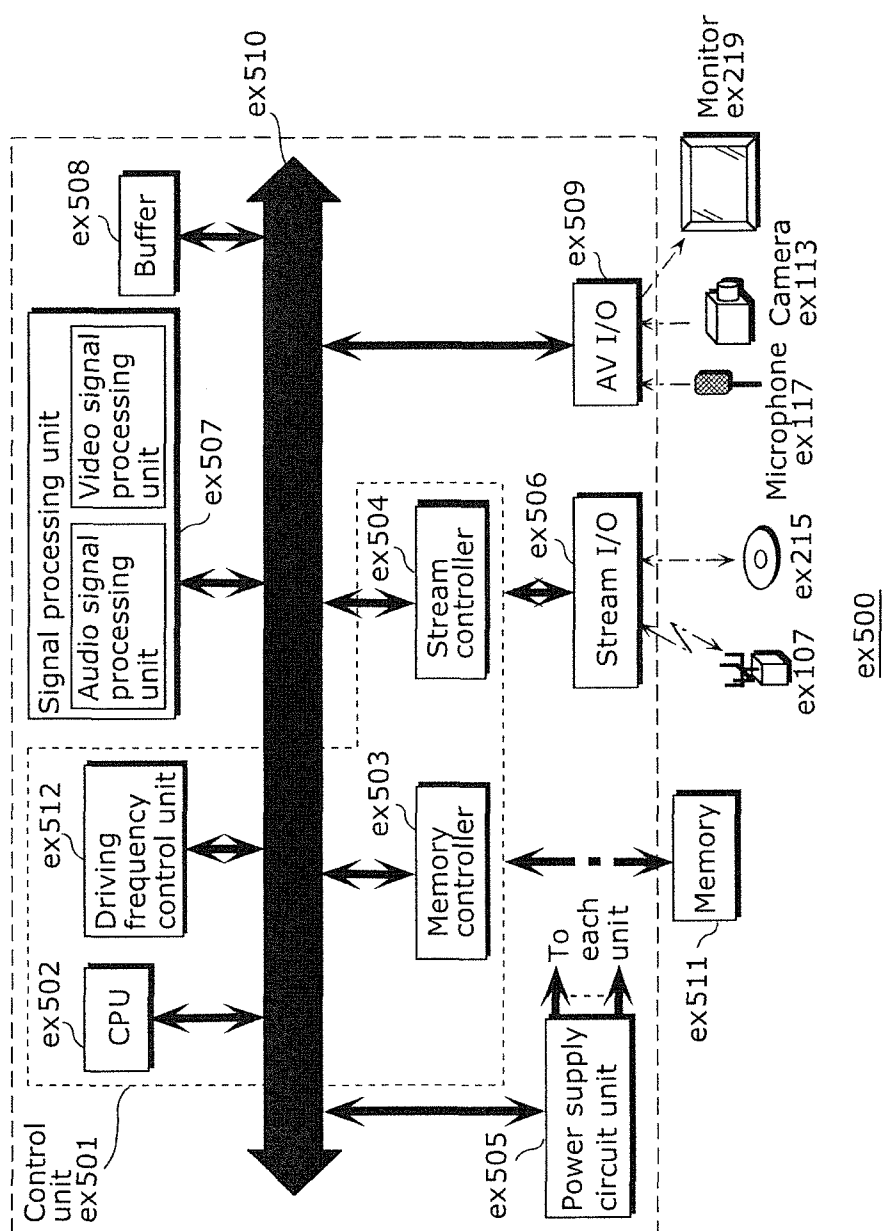 Control
unit
ex501
ex502
CPU
ex512
Driving
frequency
control unit
Signal processing unit
Audio signal
processing
unit
Video signal
processing
unit
ex507
ex508
Buffer
ex510
ex503
Memory
controller
ex504
Stream
controller
ex505
Power supply
circuit unit
To
each
unit
ex506
Stream I/O
ex509
AV I/O
ex511
Memory
ex107
ex215
Microphone
ex117
Camera
ex113
Monitor
ex219
ex500